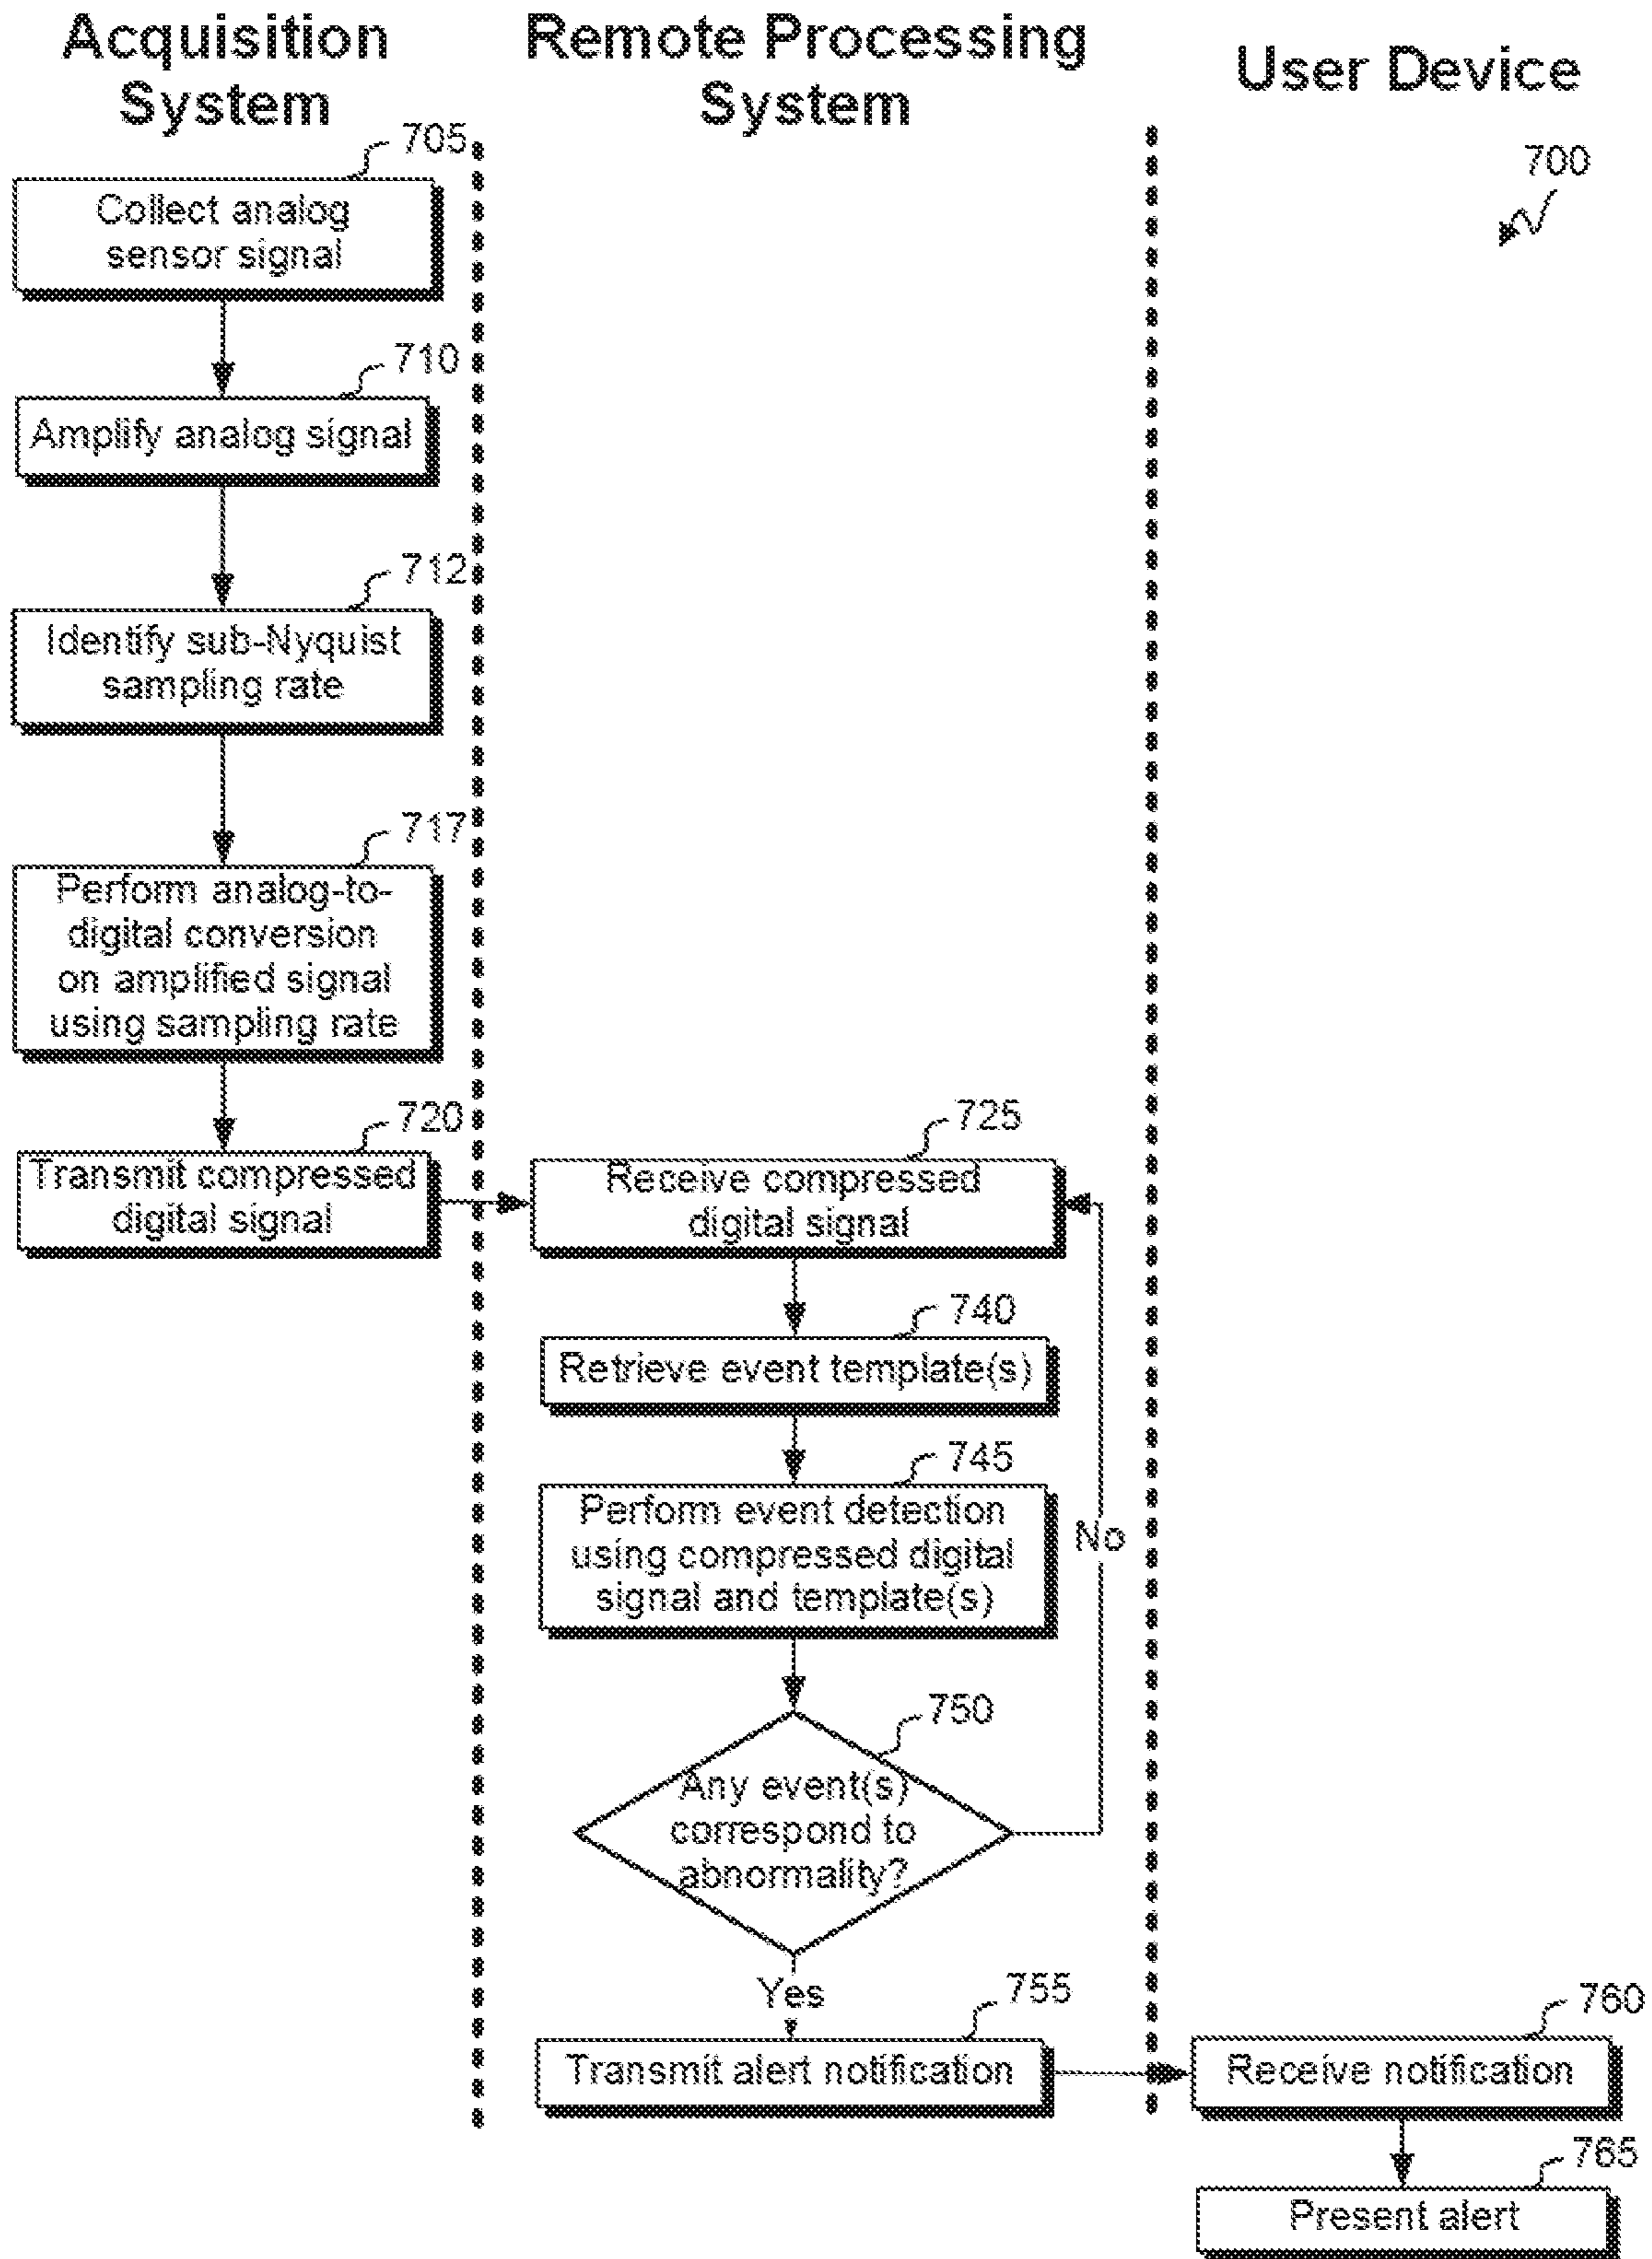 Acquisition
System
Remote Processing
System
User Device
700
705
Collect analog
sensor signal
710
Amplify analog signal
712
Identify sub-Nyquist
sampling rate
717
Perform analog-to-
digital conversion
on amplified signal
using sampling rate
720
Transmit compressed
digital signal
725
Receive compressed
digital signal
740
Retrieve event template(s)
745
Perform event detection
using compressed digital
signal and template(s)
No
750
Any event(s)
correspond to
abnormality?
Yes
755
Transmit alert notification
760
Receive notification
765
Present alert